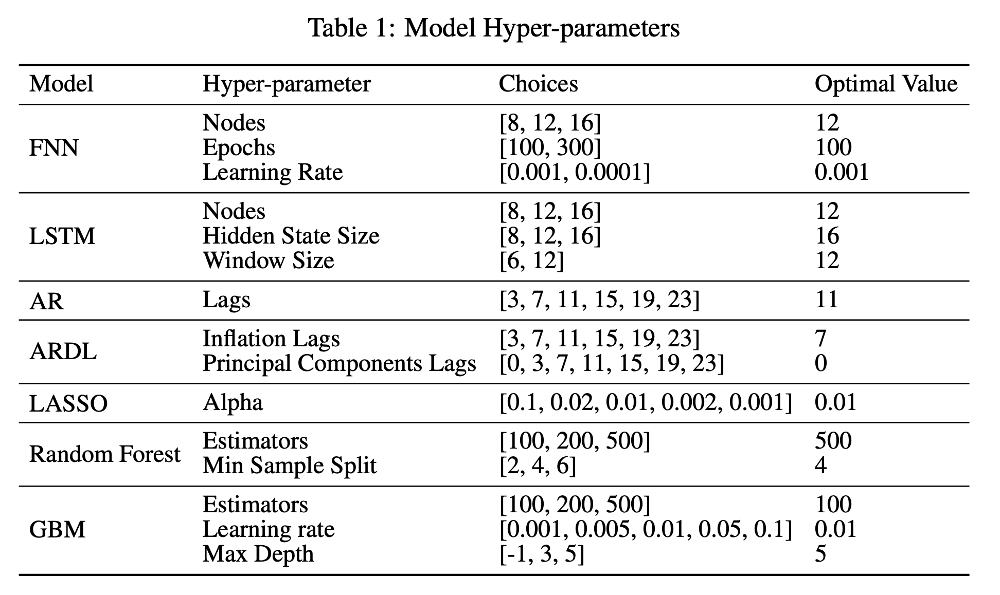 Table 1: Model Hyper-parameters
Model Hyper-parameter Choices Optimal Value
FNN
Nodes [8, 12, 16] 12
Epochs [100, 300] 100
Learning Rate [0.001, 0.0001] 0.001
LSTM
Nodes [8, 12, 16] 12
Hidden State Size [8, 12, 16] 16
Window Size [6, 12] 12
AR Lags [3, 7, 11, 15, 19, 23] 11
ARDL
Inflation Lags [3, 7, 11, 15, 19, 23] 7
Principal Components Lags [0, 3, 7, 11, 15, 19, 23] 0
LASSO Alpha [0.1, 0.02, 0.01, 0.002, 0.001] 0.01
Random Forest
Estimators [100, 200, 500] 500
Min Sample Split [2, 4, 6] 4
GBM
Estimators [100, 200, 500] 100
Learning rate [0.001, 0.005, 0.01, 0.05, 0.1] 0.01
Max Depth [-1, 3, 5] 5